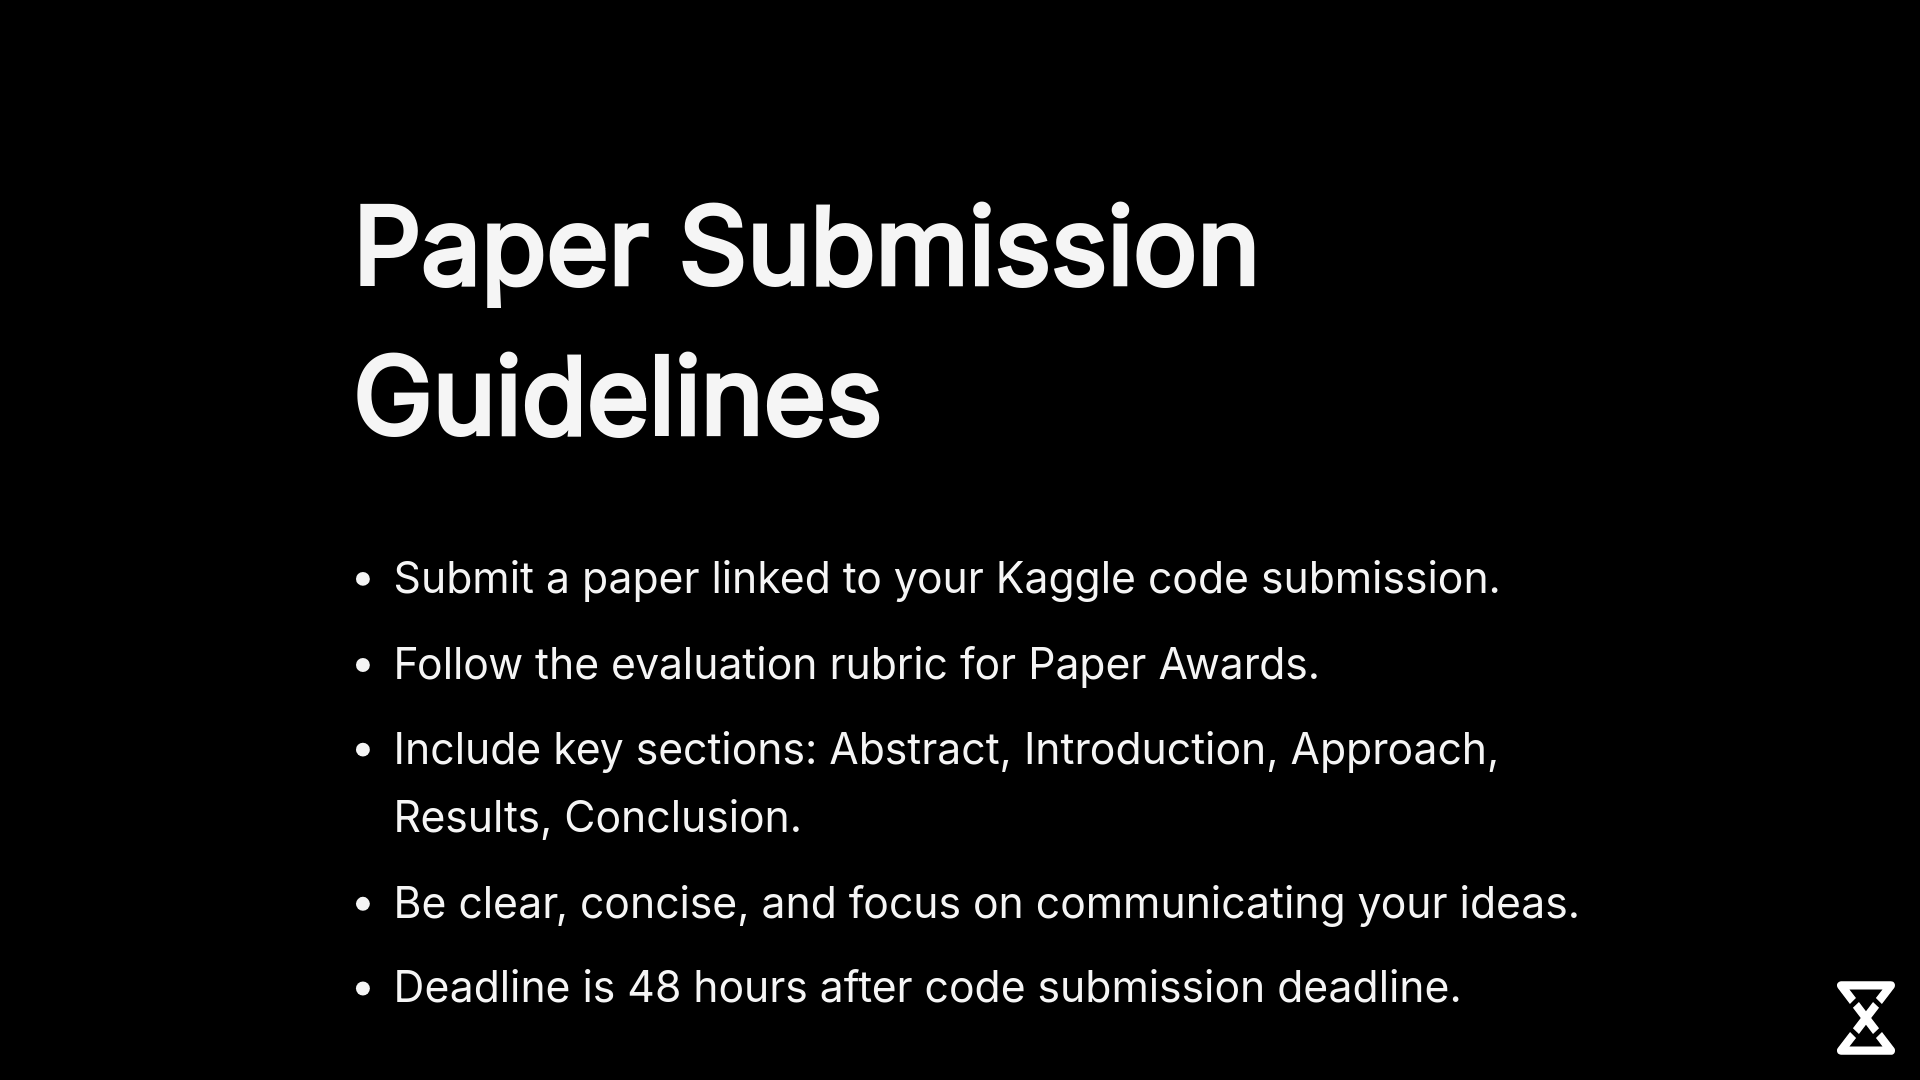 Paper Submission
Guidelines
• Submit a paper linked to your Kaggle code submission.
• Follow the evaluation rubric for Paper Awards.
• Include key sections: Abstract, Introduction, Approach,
Results, Conclusion.
• Be clear, concise, and focus on communicating your ideas.
• Deadline is 48 hours after code submission deadline.